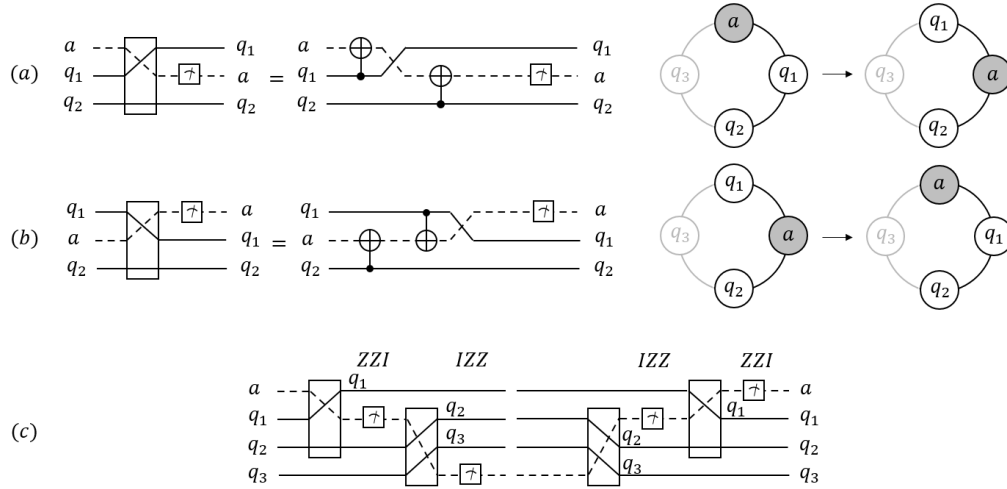 a q₁ a q₁ a q₁
(a) q₁ a = q₁ a q₃ q₁ q₃ a
q₂ q₂ q₂ q₂ q₂ q₂
q₁ a q₁ a q₁ a
(b) a q₁ = a q₁ q₃ a q₃ q₁
q₂ q₂ q₂ q₂ q₂ q₂
ZZI IZZ IZZ ZZI
a q₁ a
q₁ q₂ q₁ q₁
(c) q₂ q₃ q₂ q₂
q₃ q₃ q₃